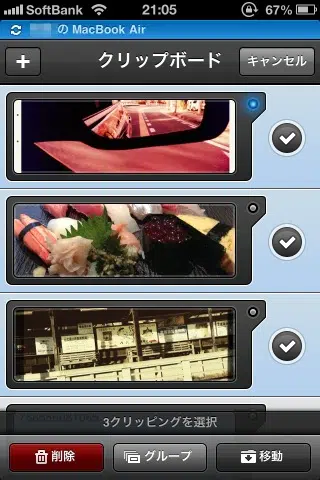 SoftBank 21:05 67%
の MacBook Air
+ クリップボード キャンセル
3クリッピングを選択
削除 グループ 移動